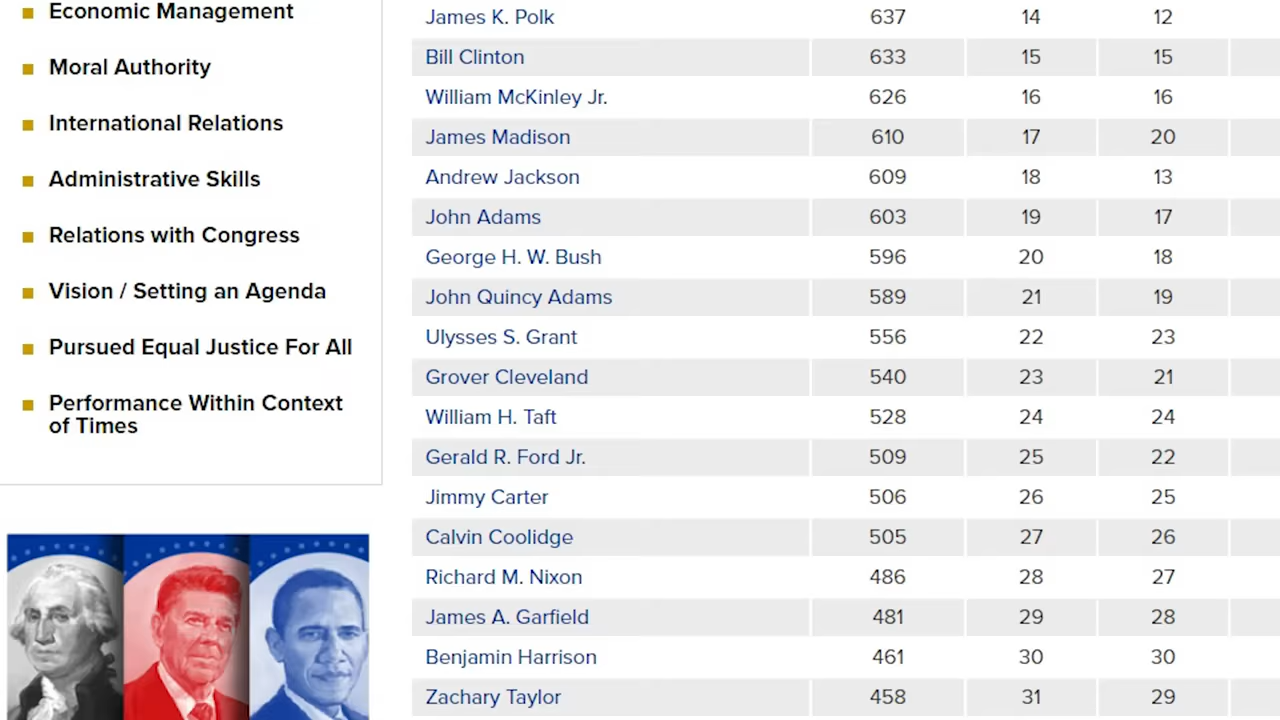 Economic Management
Moral Authority
International Relations
Administrative Skills
Relations with Congress
Vision / Setting an Agenda
Pursued Equal Justice For All
Performance Within Context
of Times
James K. Polk 637 14 12
Bill Clinton 633 15 15
William McKinley Jr. 626 16 16
James Madison 610 17 20
Andrew Jackson 609 18 13
John Adams 603 19 17
George H. W. Bush 596 20 18
John Quincy Adams 589 21 19
Ulysses S. Grant 556 22 23
Grover Cleveland 540 23 21
William H. Taft 528 24 24
Gerald R. Ford Jr. 509 25 22
Jimmy Carter 506 26 25
Calvin Coolidge 505 27 26
Richard M. Nixon 486 28 27
James A. Garfield 481 29 28
Benjamin Harrison 461 30 30
Zachary Taylor 458 31 29